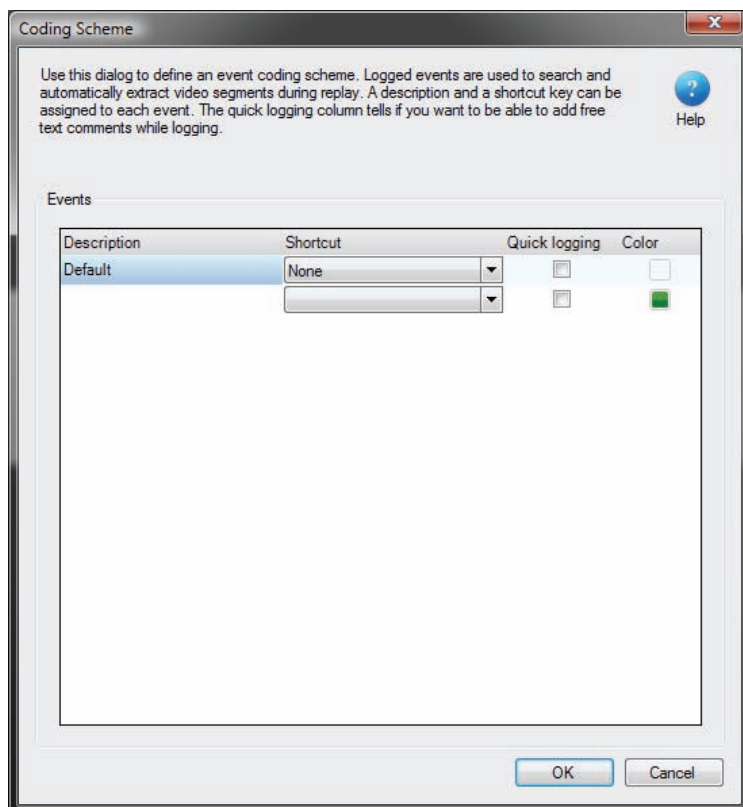 Coding Scheme
Use this dialog to define an event coding scheme. Logged events are used to search and
automatically extract video segments during replay. A description and a shortcut key can be
assigned to each event. The quick logging column tells if you want to be able to add free
text comments while logging.
?
Help
Events
Description Shortcut Quick logging Color
Default None
OK Cancel